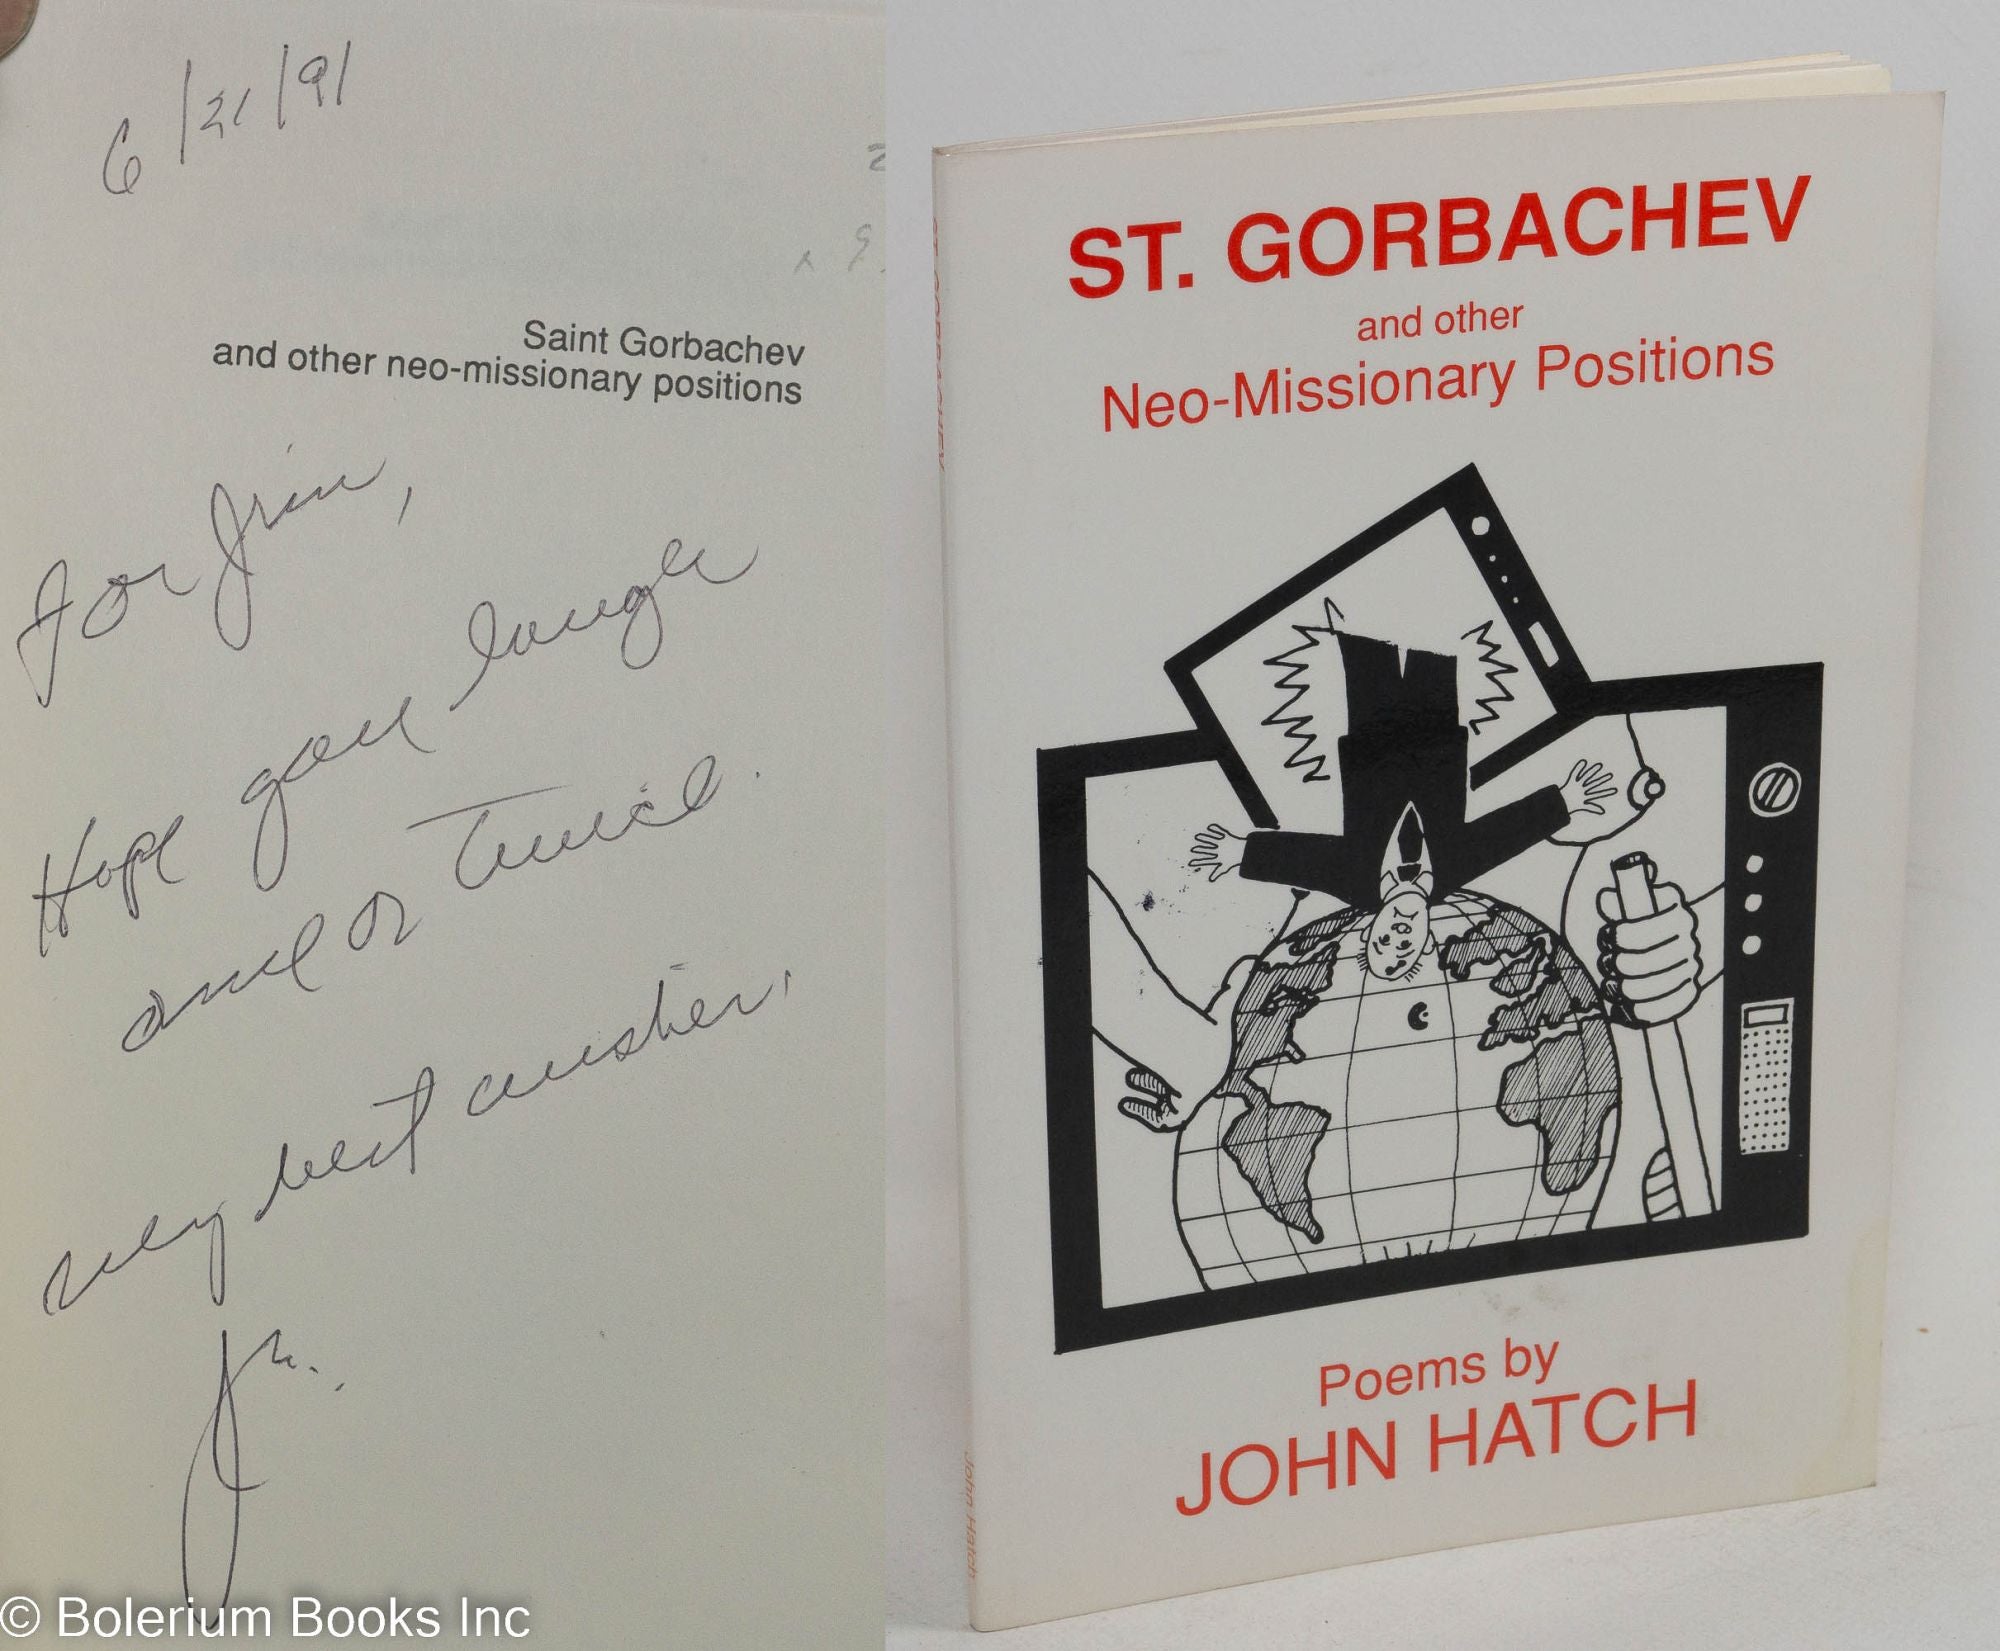 6/21/91
Saint Gorbachev
and other neo-missionary positions
For Jim,
Hope you laugh
once or twice.
Very best wishes,
© Bolerium Books Inc
ST. GORBACHEV
and other
Neo-Missionary Positions
Poems by
JOHN HATCH
John Hatch